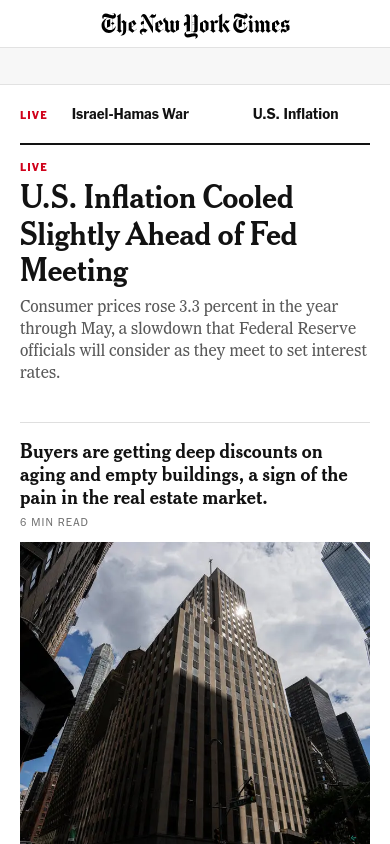 The New York Times
LIVE
Israel-Hamas War
U.S. Inflation
LIVE
U.S. Inflation Cooled
Slightly Ahead of Fed
Meeting
Consumer prices rose 3.3 percent in the year
through May, a slowdown that Federal Reserve
officials will consider as they meet to set interest
rates.
Buyers are getting deep discounts on
aging and empty buildings, a sign of the
pain in the real estate market.
6 MIN READ